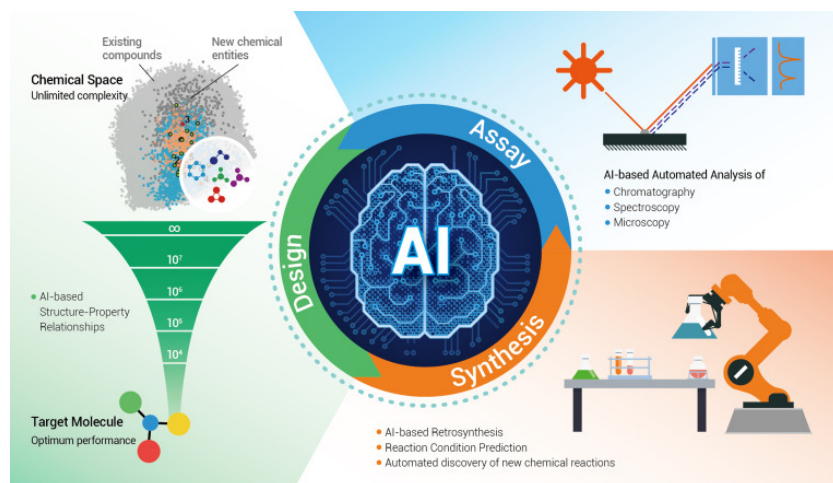 Existing
compounds
New chemical
entities
Chemical Space
Unlimited complexity
∞
10⁷
10⁶
10⁵
10⁴
AI-based
Structure-Property
Relationships
Target Molecule
Optimum performance
Design
Assay
Synthesis
AI
AI-based Automated Analysis of
Chromatography
Spectroscopy
Microscopy
AI-based Retrosynthesis
Reaction Condition Prediction
Automated discovery of new chemical reactions